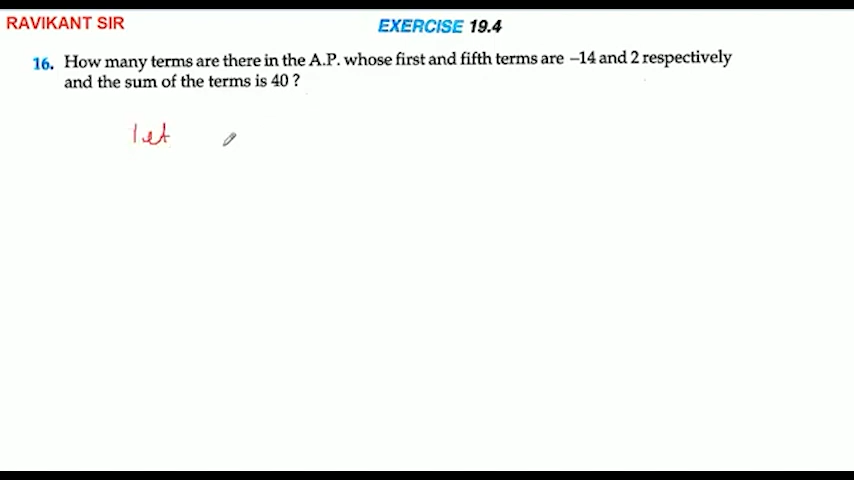 RAVIKANT SIR
EXERCISE 19.4
16. How many terms are there in the A.P. whose first and fifth terms are –14 and 2 respectively
and the sum of the terms is 40 ?
let